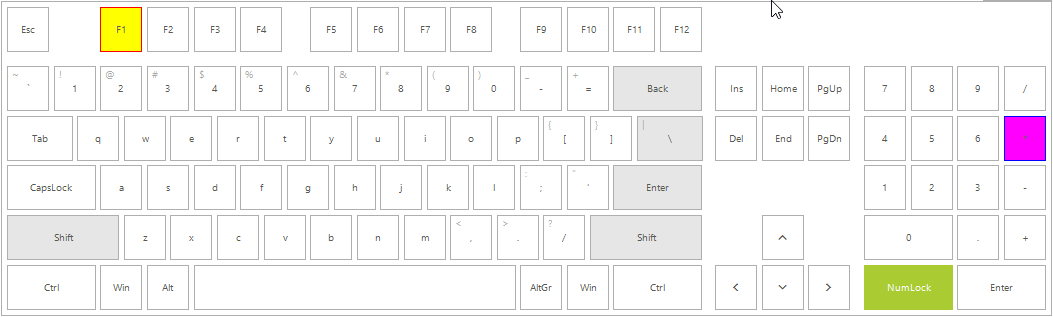 Esc F1 F2 F3 F4 F5 F6 F7 F8 F9 F10 F11 F12
~ ` ! 1 @ 2 # 3 $ 4 % 5 ^ 6 & 7 * 8 ( 9 ) 0 _ - + = Back Ins Home PgUp 7 8 9 /
Tab q w e r t y u i o p { [ } ] | \ Del End PgDn 4 5 6 *
CapsLock a s d f g h j k l : ; " ' Enter 1 2 3 -
Shift z x c v b n m < , > . ? / Shift 0 . +
Ctrl Win Alt AltGr Win Ctrl NumLock Enter